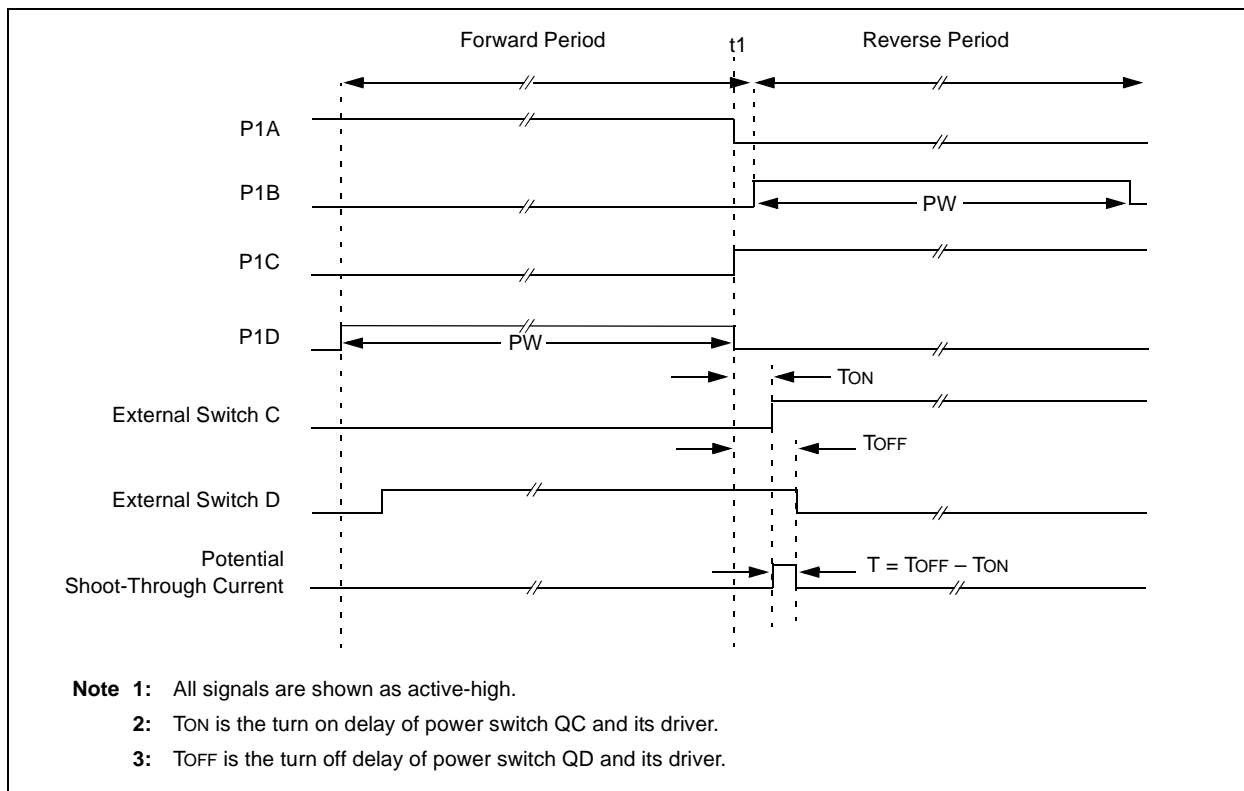 Forward Period
t1
Reverse Period
P1A
P1B
PW
P1C
P1D
PW
TON
External Switch C
TOFF
External Switch D
Potential
Shoot-Through Current
T = TOFF – TON
Note 1: All signals are shown as active-high.
2: TON is the turn on delay of power switch QC and its driver.
3: TOFF is the turn off delay of power switch QD and its driver.